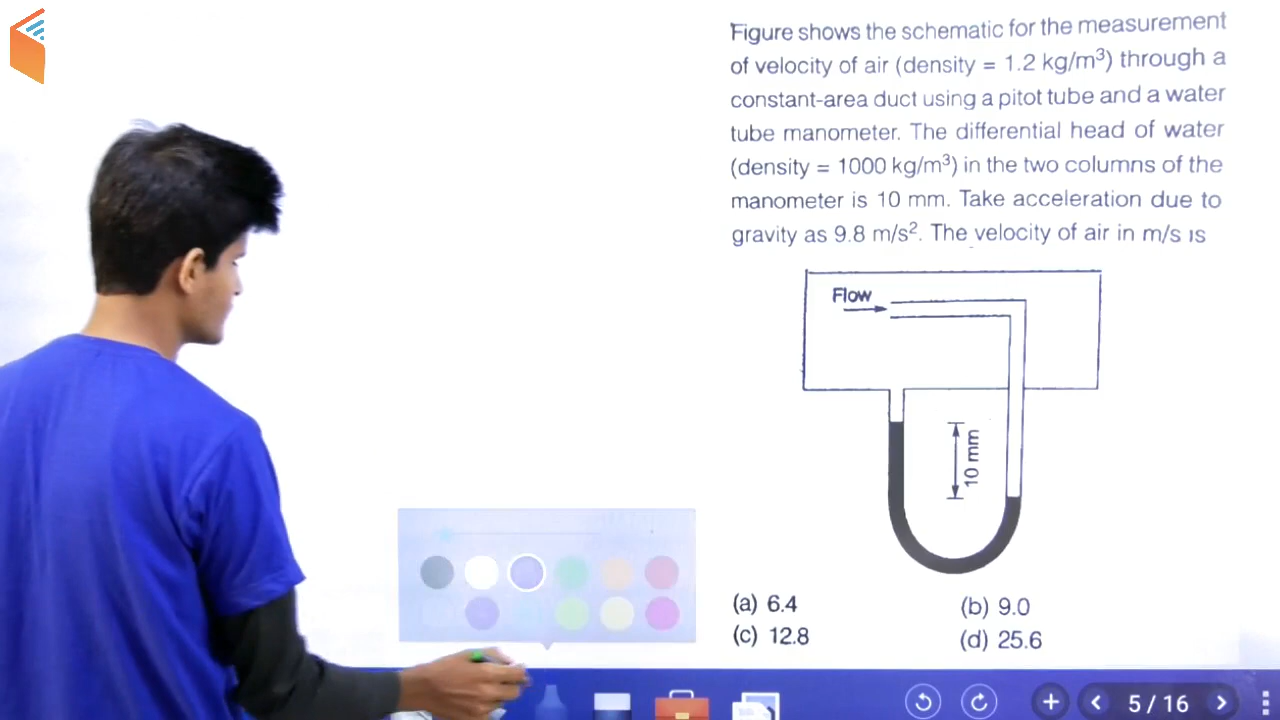 Figure shows the schematic for the measurement
of velocity of air (density = 1.2 kg/m³) through a
constant-area duct using a pitot tube and a water
tube manometer. The differential head of water
(density = 1000 kg/m³) in the two columns of the
manometer is 10 mm. Take acceleration due to
gravity as 9.8 m/s². The velocity of air in m/s is
Flow
10 mm
(a) 6.4
(b) 9.0
(c) 12.8
(d) 25.6
5 / 16